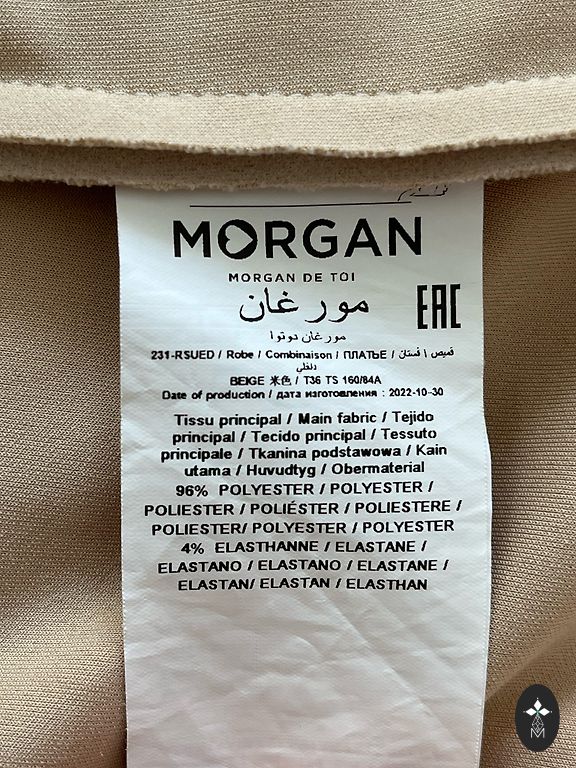 MORGAN
MORGAN DE TOI
مورغان
EAC
مورغان دوتوا
231-RSUED / Robe / Combinaison / ПЛАТЬЕ / قميص \ فستان
داخلي
BEIGE 米色 / T36 TS 160/84A
Date of production / дата изготовления : 2022-10-30
Tissu principal / Main fabric / Tejido
principal / Tecido principal / Tessuto
principale / Tkanina podstawowa / Kain
utama / Huvudtyg / Obermaterial
96% POLYESTER / POLYESTER /
POLIESTER / POLIÉSTER / POLIESTERE /
POLIESTER/ POLYESTER / POLYESTER
4% ELASTHANNE / ELASTANE /
ELASTANO / ELASTANO / ELASTANE /
ELASTAN/ ELASTAN / ELASTHAN
M